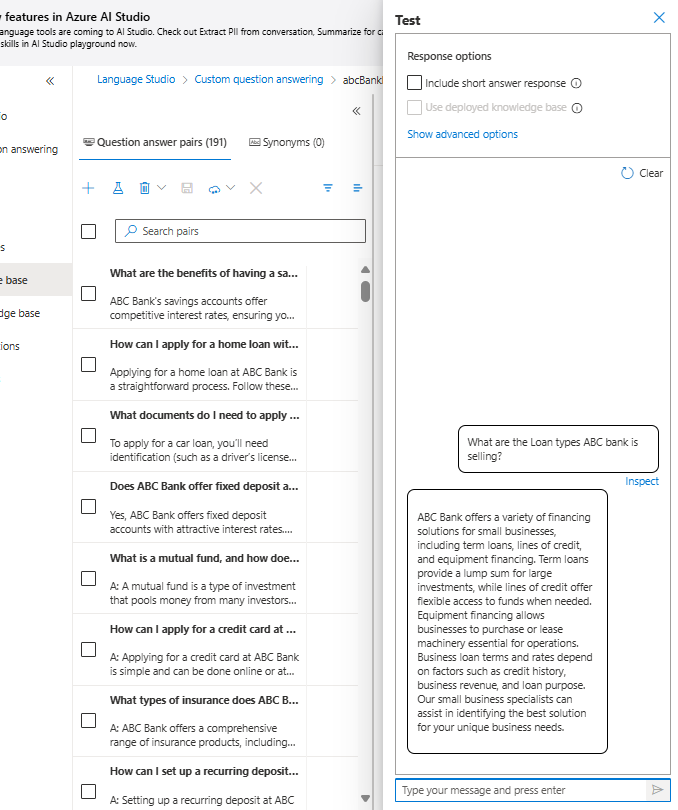 features in Azure AI Studio
anguage tools are coming to AI Studio. Check out Extract PII from conversation, Summarize for ca
skills in AI Studio playground now.
Language Studio > Custom question answering > abcBankl
io
n answering
s
e base
dge base
ions
Question answer pairs (191)
Synonyms (0)
Search pairs
What are the benefits of having a sa...
ABC Bank's savings accounts offer
competitive interest rates, ensuring yo...
How can I apply for a home loan wit...
Applying for a home loan at ABC Bank is
a straightforward process. Follow these...
What documents do I need to apply ...
To apply for a car loan, you'll need
identification (such as a driver's license...
Does ABC Bank offer fixed deposit a...
Yes, ABC Bank offers fixed deposit
accounts with attractive interest rates....
What is a mutual fund, and how doe...
A: A mutual fund is a type of investment
that pools money from many investors...
How can I apply for a credit card at ...
A: Applying for a credit card at ABC Bank
is simple and can be done online or at...
What types of insurance does ABC B...
A: ABC Bank offers a comprehensive
range of insurance products, including...
How can I set up a recurring deposit...
A: Setting up a recurring deposit at ABC
Test
Response options
Include short answer response
Use deployed knowledge base
Show advanced options
Clear
What are the Loan types ABC bank is
selling?
Inspect
ABC Bank offers a variety of financing
solutions for small businesses,
including term loans, lines of credit,
and equipment financing. Term loans
provide a lump sum for large
investments, while lines of credit offer
flexible access to funds when needed.
Equipment financing allows
businesses to purchase or lease
machinery essential for operations.
Business loan terms and rates depend
on factors such as credit history,
business revenue, and loan purpose.
Our small business specialists can
assist in identifying the best solution
for your unique business needs.
Type your message and press enter